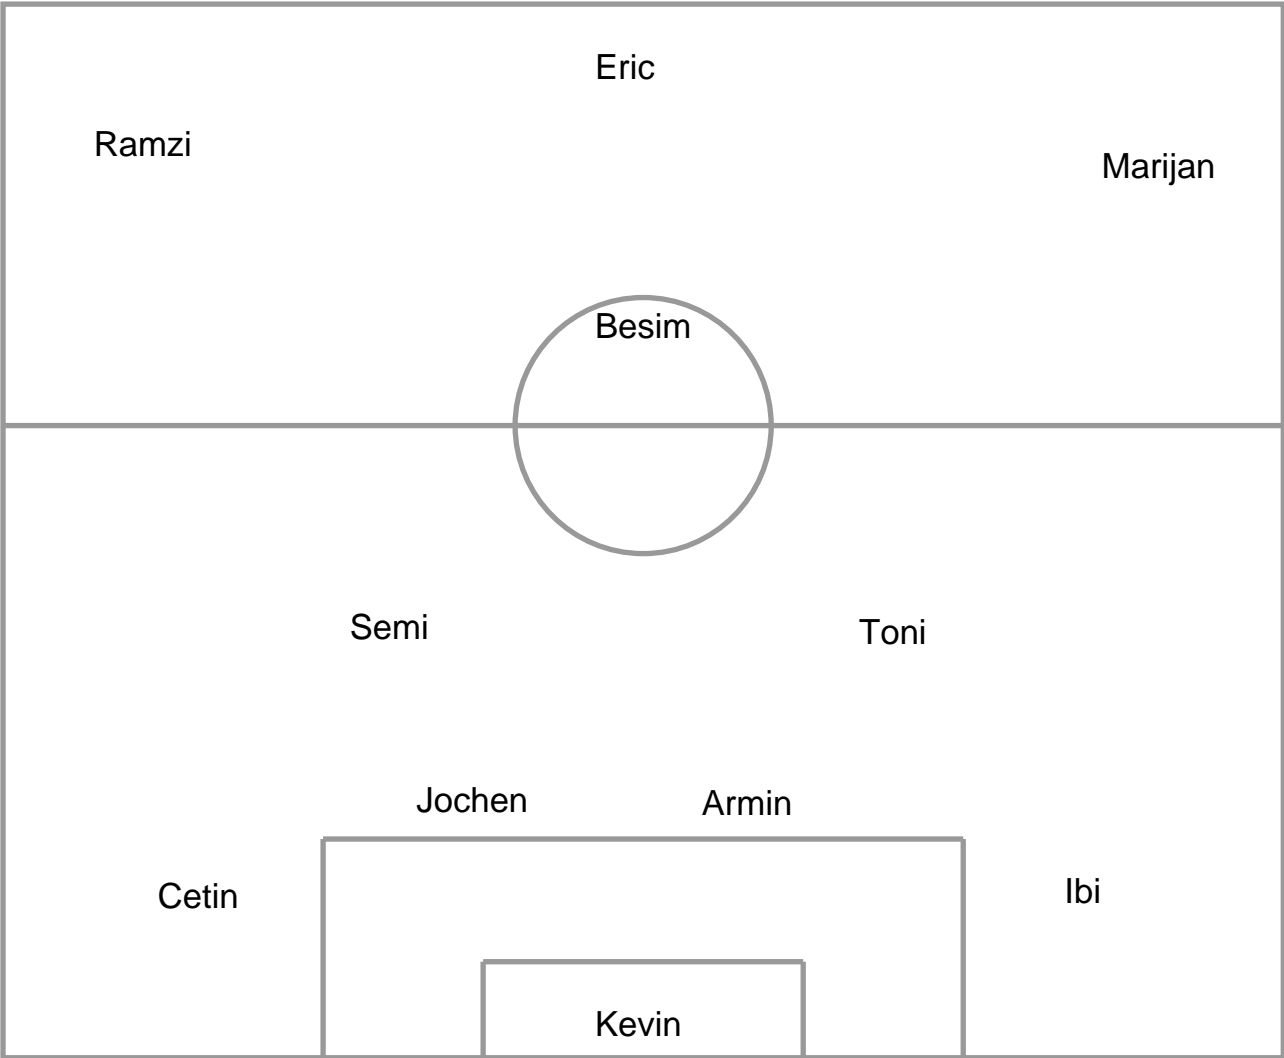 Eric
Ramzi
Marijan
Besim
Semi
Toni
Jochen
Armin
Cetin
Ibi
Kevin